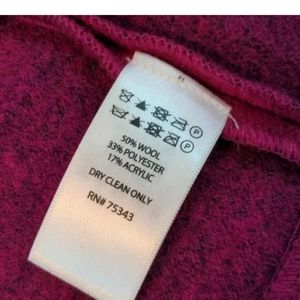 50% WOOL
33% POLYESTER
17% ACRYLIC
DRY CLEAN ONLY
RN# 75343